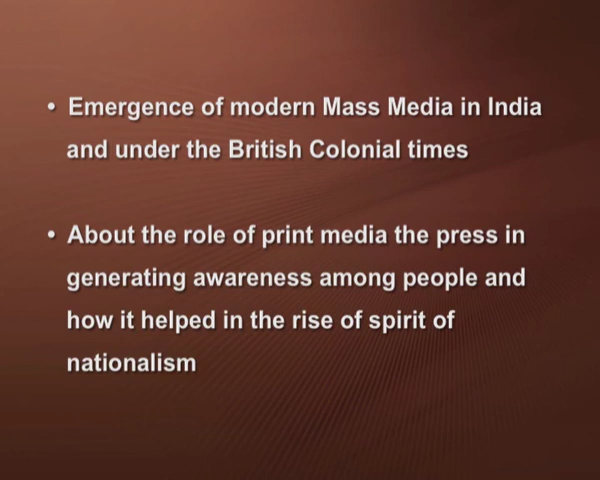 • Emergence of modern Mass Media in India
and under the British Colonial times
• About the role of print media the press in
generating awareness among people and
how it helped in the rise of spirit of
nationalism